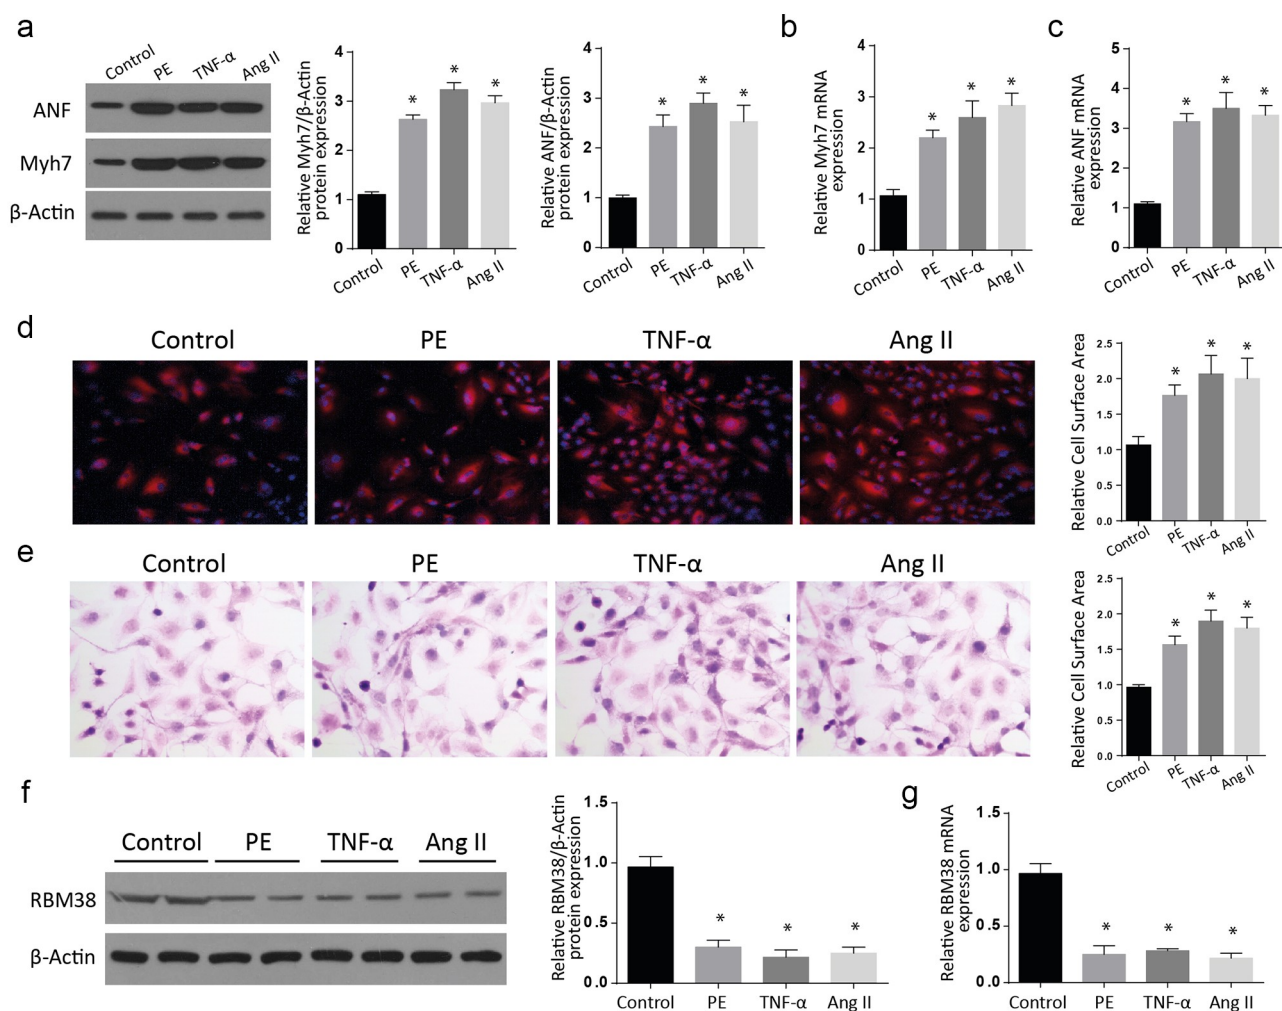 a
Control PE TNF-α Ang II
ANF
Myh7
β-Actin
Relative Myh7/β-Actin
protein expression
4
3
2
1
0
* * *
Control PE TNF-α Ang II
Relative ANF/β-Actin
protein expression
4
3
2
1
0
* * *
Control PE TNF-α Ang II
b
Relative Myh7 mRNA
expression
4
3
2
1
0
* * *
Control PE TNF-α Ang II
c
Relative ANF mRNA
expression
5
4
3
2
1
0
* * *
Control PE TNF-α Ang II
d
Control PE TNF-α Ang II
Relative Cell Surface Area
2.5
2.0
1.5
1.0
0.5
0.0
* * *
Control PE TNF-α Ang II
e
Control PE TNF-α Ang II
Relative Cell Surface Area
2.5
2.0
1.5
1.0
0.5
0.0
* * *
Control PE TNF-α Ang II
f
Control PE TNF-α Ang II
RBM38
β-Actin
Relative RBM38/β-Actin
protein expression
1.5
1.0
0.5
0.0
* * *
Control PE TNF-α Ang II
g
Relative RBM38 mRNA
expression
1.5
1.0
0.5
0.0
* * *
Control PE TNF-α Ang II